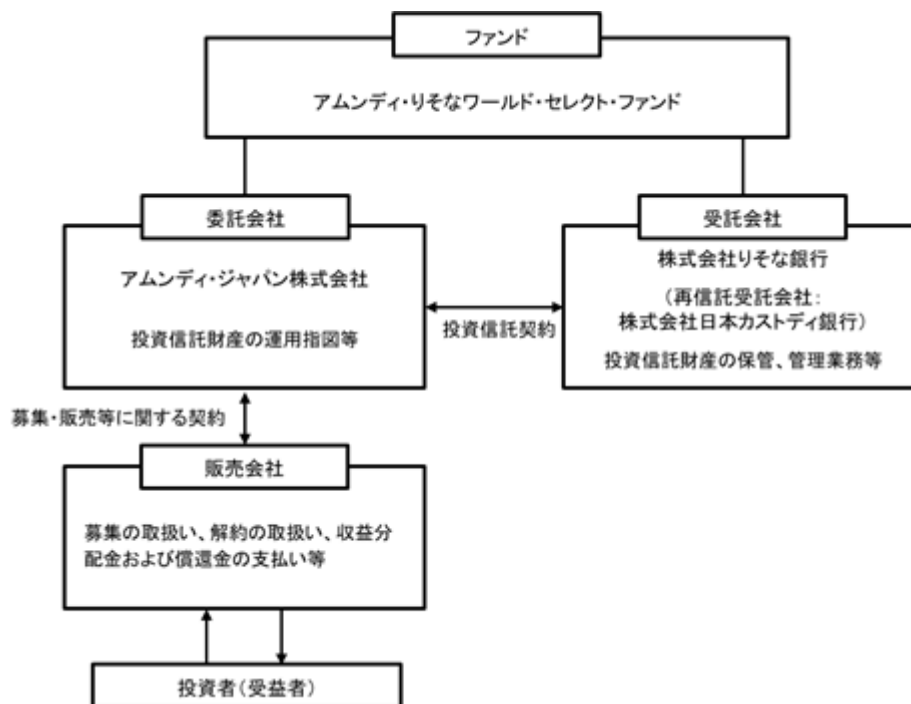 ファンド
アムンディ・りそなワールド・セレクト・ファンド
委託会社
アムンディ・ジャパン株式会社
投資信託財産の運用指図等
投資信託契約
受託会社
株式会社りそな銀行
（再信託受託会社：
株式会社日本カストディ銀行）
投資信託財産の保管、管理業務等
募集・販売等に関する契約
販売会社
募集の取扱い、解約の取扱い、収益分
配金および償還金の支払い等
投資者（受益者）